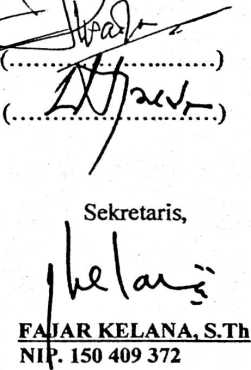 (....................)
(....................)
Sekretaris,
FAJAR KELANA, S.Th
NIP. 150 409 372